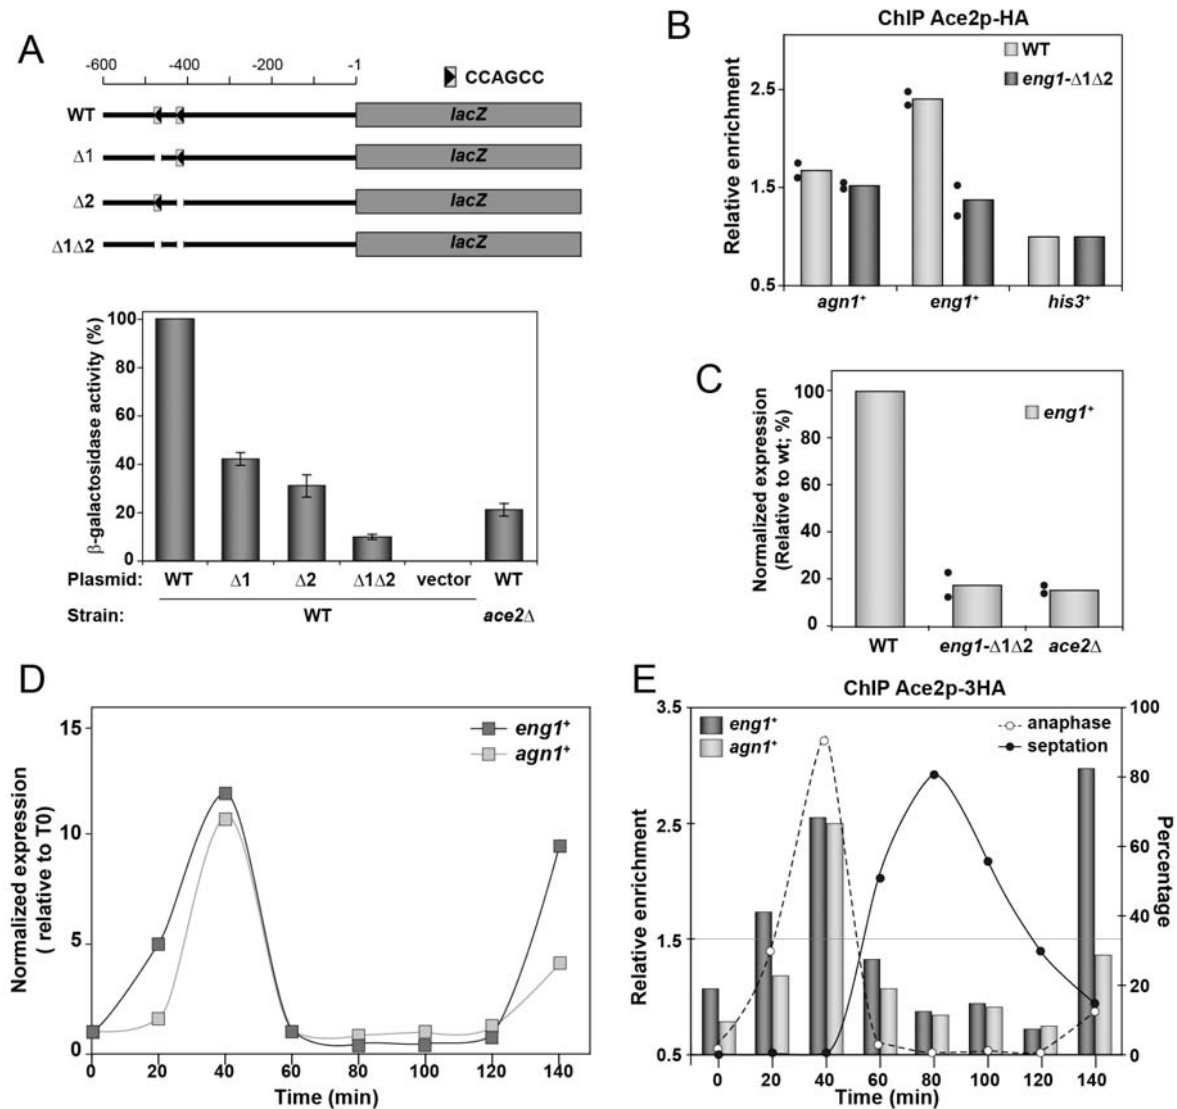 A
-600 -400 -200 -1
CCAGCC
WT lacZ
Δ1 lacZ
Δ2 lacZ
Δ1Δ2 lacZ
β-galactosidase activity (%)
100
80
60
40
20
0
Plasmid: WT Δ1 Δ2 Δ1Δ2 vector WT
Strain: WT ace2Δ
B
ChIP Ace2p-HA
WT
eng1-Δ1Δ2
Relative enrichment
2.5
1.5
0.5
agn1+ eng1+ his3+
C
Normalized expression
(Relative to wt; %)
eng1+
100
80
60
40
20
0
WT eng1-Δ1Δ2 ace2Δ
D
Normalized expression
( relative to T0)
15
10
5
0
eng1+
agn1+
0 20 40 60 80 100 120 140
Time (min)
E
ChIP Ace2p-3HA
eng1+
agn1+
anaphase
septation
Relative enrichment
3.5
2.5
1.5
0.5
Percentage
100
80
60
40
20
0
0 20 40 60 80 100 120 140
Time (min)